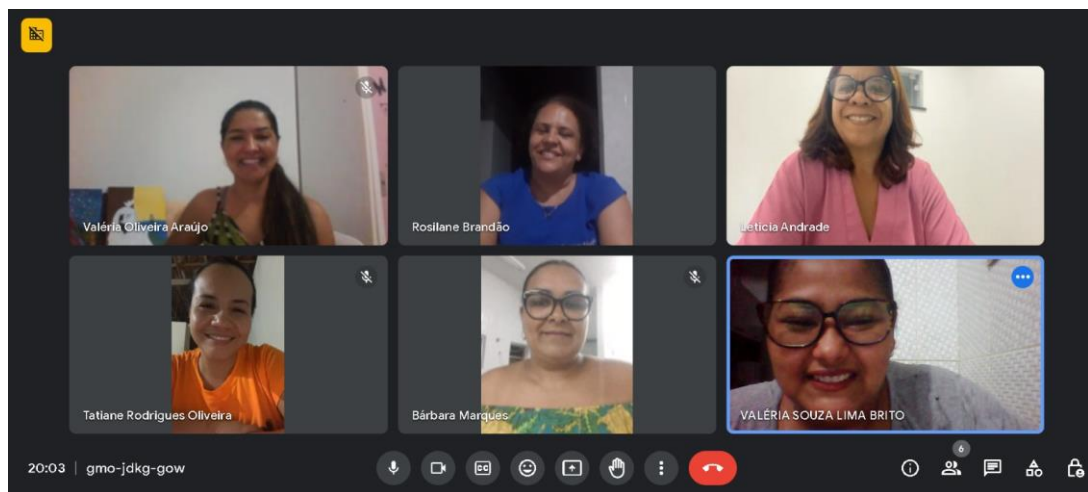 Valéria Oliveira Araújo
Rosilane Brandão
Leticia Andrade
Tatiane Rodrigues Oliveira
Bárbara Marques
VALÉRIA SOUZA LIMA BRITO
6
20:03 | gmo-jdkg-gow